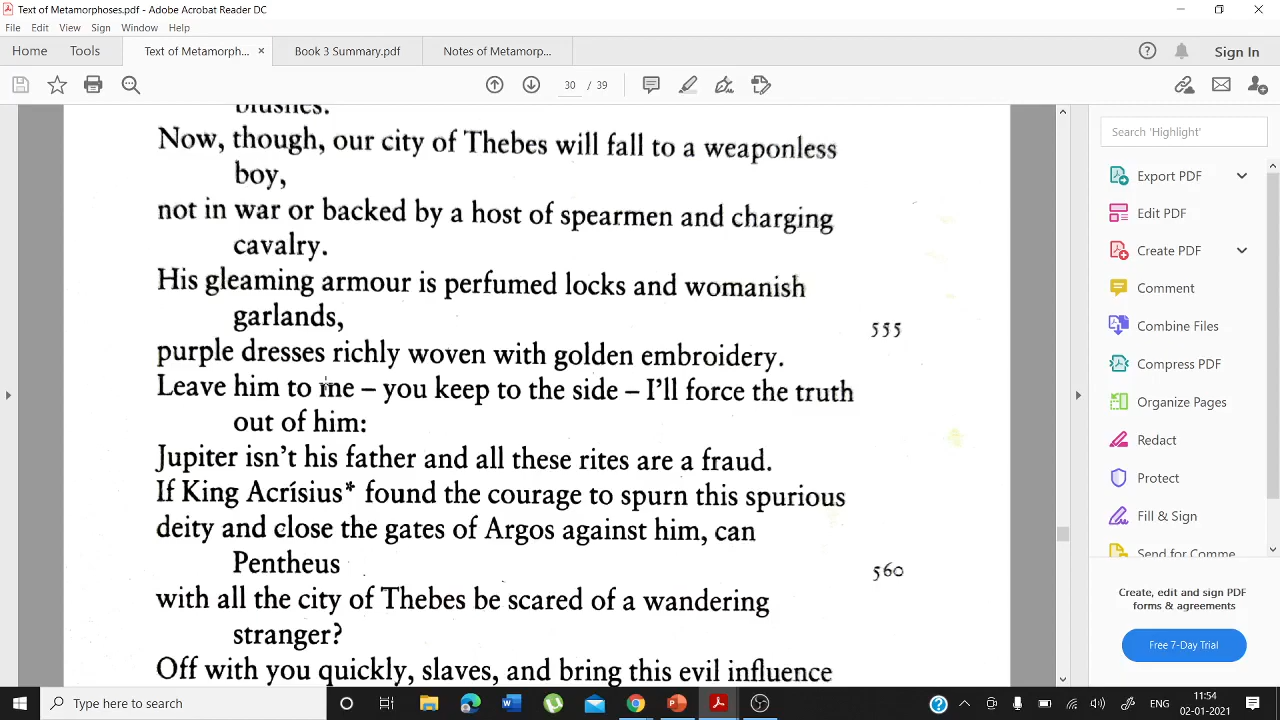 Text of Metamorphoses.pdf - Adobe Acrobat Reader DC
File Edit View Sign Window Help
Home Tools Text of Metamorph... × Book 3 Summary.pdf Notes of Metamorp... Sign In
30 / 39
Search 'Highlight'
blushes.
Now, though, our city of Thebes will fall to a weaponless
boy,
not in war or backed by a host of spearmen and charging
cavalry.
His gleaming armour is perfumed locks and womanish
garlands,
555
purple dresses richly woven with golden embroidery.
Leave him to me – you keep to the side – I'll force the truth
out of him:
Jupiter isn't his father and all these rites are a fraud.
If King Acrísius* found the courage to spurn this spurious
deity and close the gates of Argos against him, can
Pentheus
560
with all the city of Thebes be scared of a wandering
stranger?
Off with you quickly, slaves, and bring this evil influence
Export PDF
Edit PDF
Create PDF
Comment
Combine Files
Compress PDF
Organize Pages
Redact
Protect
Fill & Sign
Send for Comme
Create, edit and sign PDF
forms & agreements
Free 7-Day Trial
Type here to search
ENG
11:54
02-01-2021